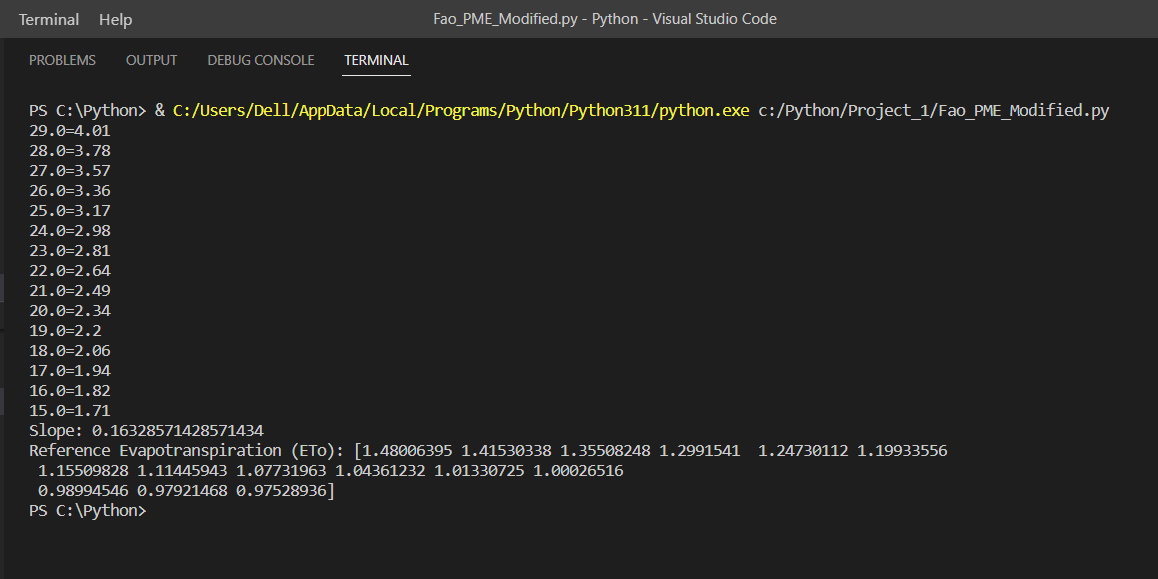 Terminal Help Fao_PME_Modified.py - Python - Visual Studio Code
PROBLEMS OUTPUT DEBUG CONSOLE TERMINAL
PS C:\Python> & C:/Users/Dell/AppData/Local/Programs/Python/Python311/python.exe c:/Python/Project_1/Fao_PME_Modified.py
29.0=4.01
28.0=3.78
27.0=3.57
26.0=3.36
25.0=3.17
24.0=2.98
23.0=2.81
22.0=2.64
21.0=2.49
20.0=2.34
19.0=2.2
18.0=2.06
17.0=1.94
16.0=1.82
15.0=1.71
Slope: 0.16328571428571434
Reference Evapotranspiration (ETo): [1.48006395 1.41530338 1.35508248 1.2991541  1.24730112 1.19933556
 1.15509828 1.11445943 1.07731963 1.04361232 1.01330725 1.00026516
 0.98994546 0.97921468 0.97528936]
PS C:\Python>